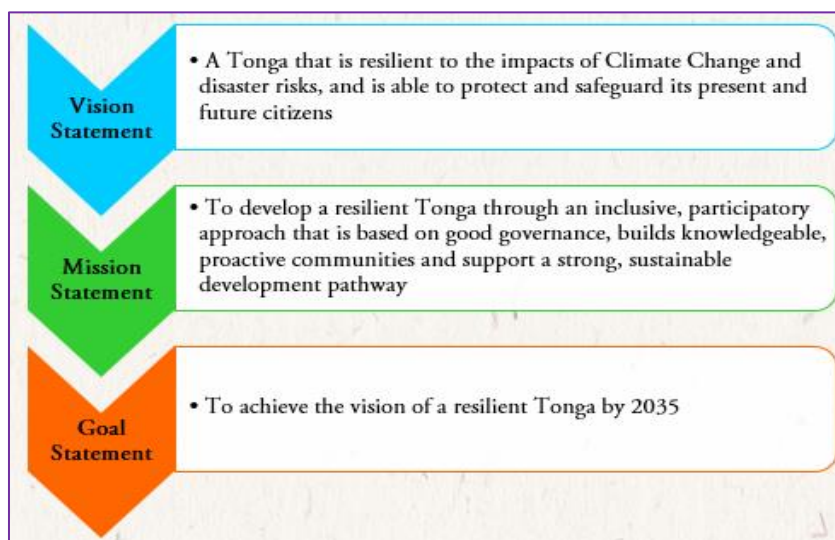 Vision
Statement
• A Tonga that is resilient to the impacts of Climate Change and
disaster risks, and is able to protect and safeguard its present and
future citizens
Mission
Statement
• To develop a resilient Tonga through an inclusive, participatory
approach that is based on good governance, builds knowledgeable,
proactive communities and support a strong, sustainable
development pathway
Goal
Statement
• To achieve the vision of a resilient Tonga by 2035